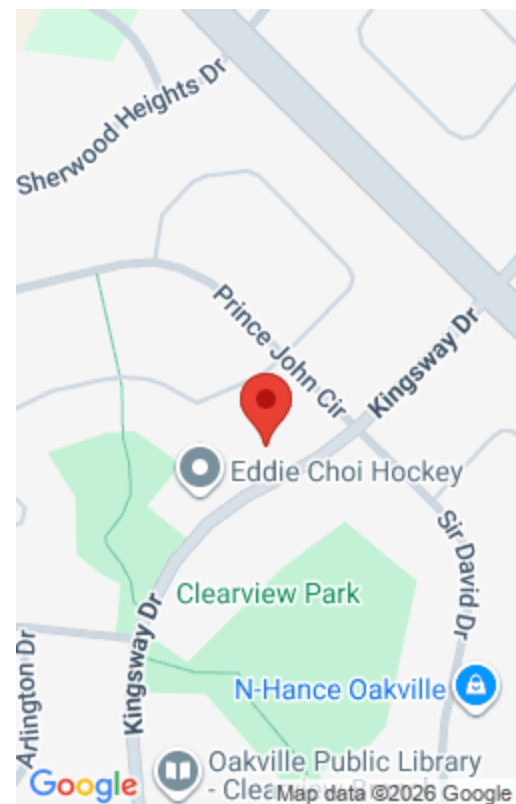 Sherwood Heights Dr
Prince John Cir
Kingsway Dr
Eddie Choi Hockey
Sir David Dr
Clearview Park
Kingsway Dr
Arlington Dr
N-Hance Oakville
Oakville Public Library
Google
Map data ©2026 Google